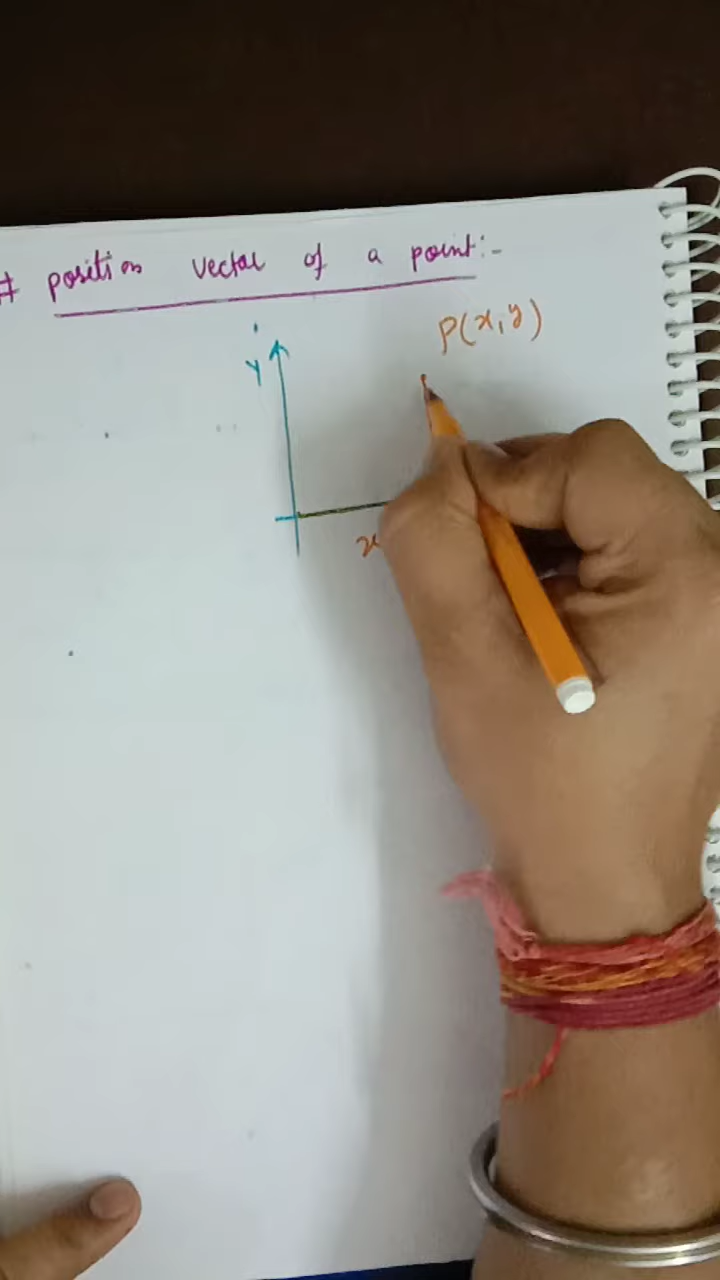 # position vector of a point:-
P(x,y)
Y
x